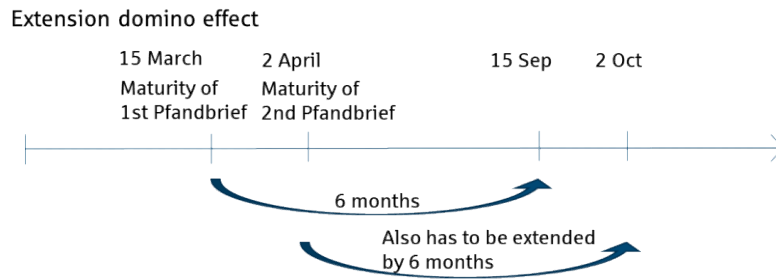 Extension domino effect
15 March
2 April
15 Sep
2 Oct
Maturity of
1st Pfandbrief
Maturity of
2nd Pfandbrief
6 months
Also has to be extended
by 6 months